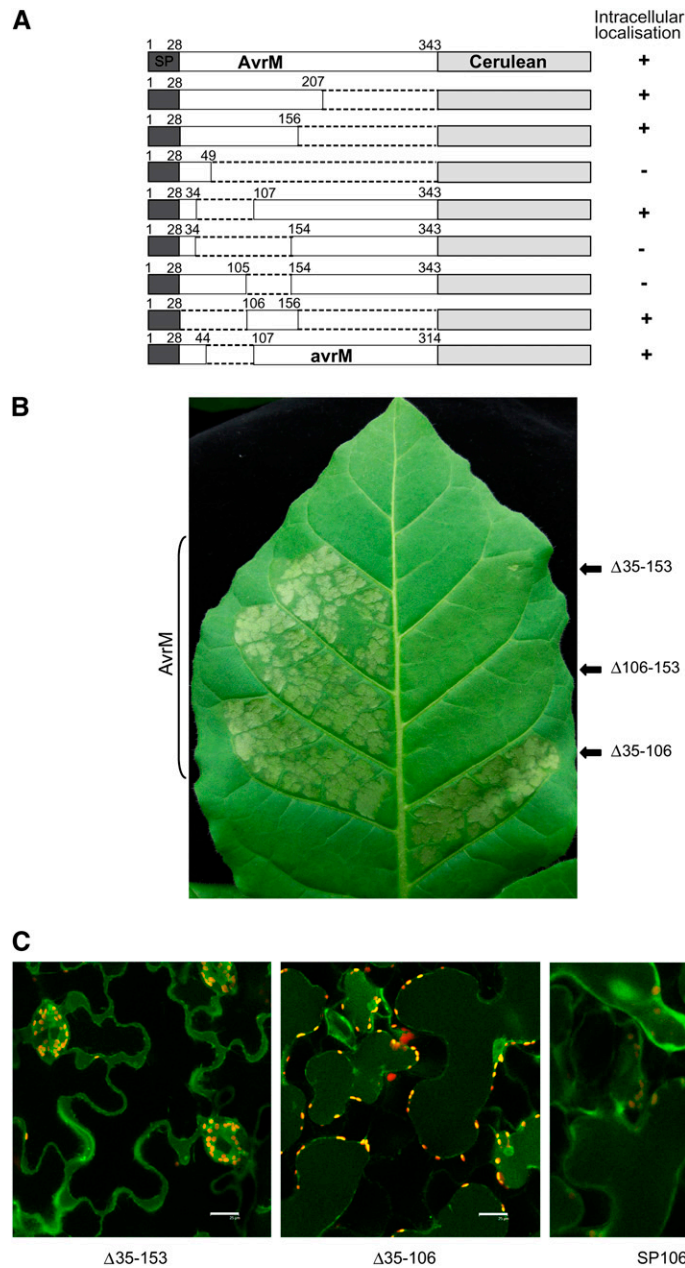 A
Intracellular
localisation
1 28 343
SP AvrM Cerulean +
1 28 207
+
1 28 156
+
1 28 49
-
1 28 34 107 343
+
1 28 34 154 343
-
1 28 105 154 343
-
1 28 106 156
+
1 28 44 107 314
avrM +
B
AvrM
Δ35-153
Δ106-153
Δ35-106
C
Δ35-153 Δ35-106 SP106